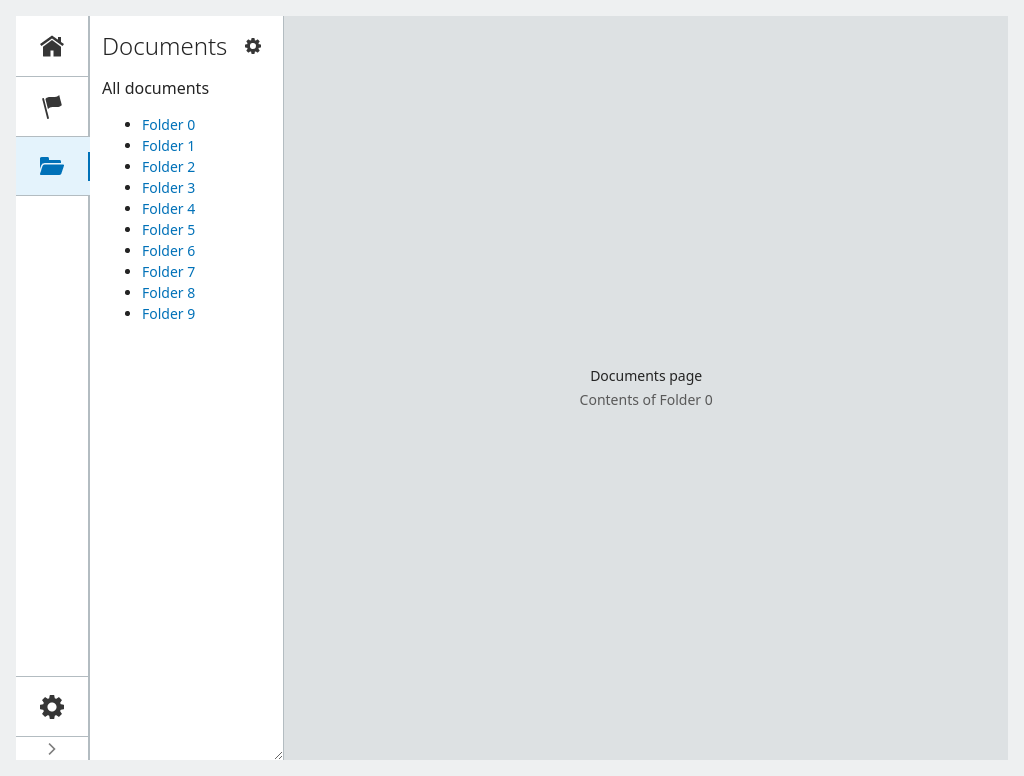 Documents
All documents
Folder 0
Folder 1
Folder 2
Folder 3
Folder 4
Folder 5
Folder 6
Folder 7
Folder 8
Folder 9
Documents page
Contents of Folder 0